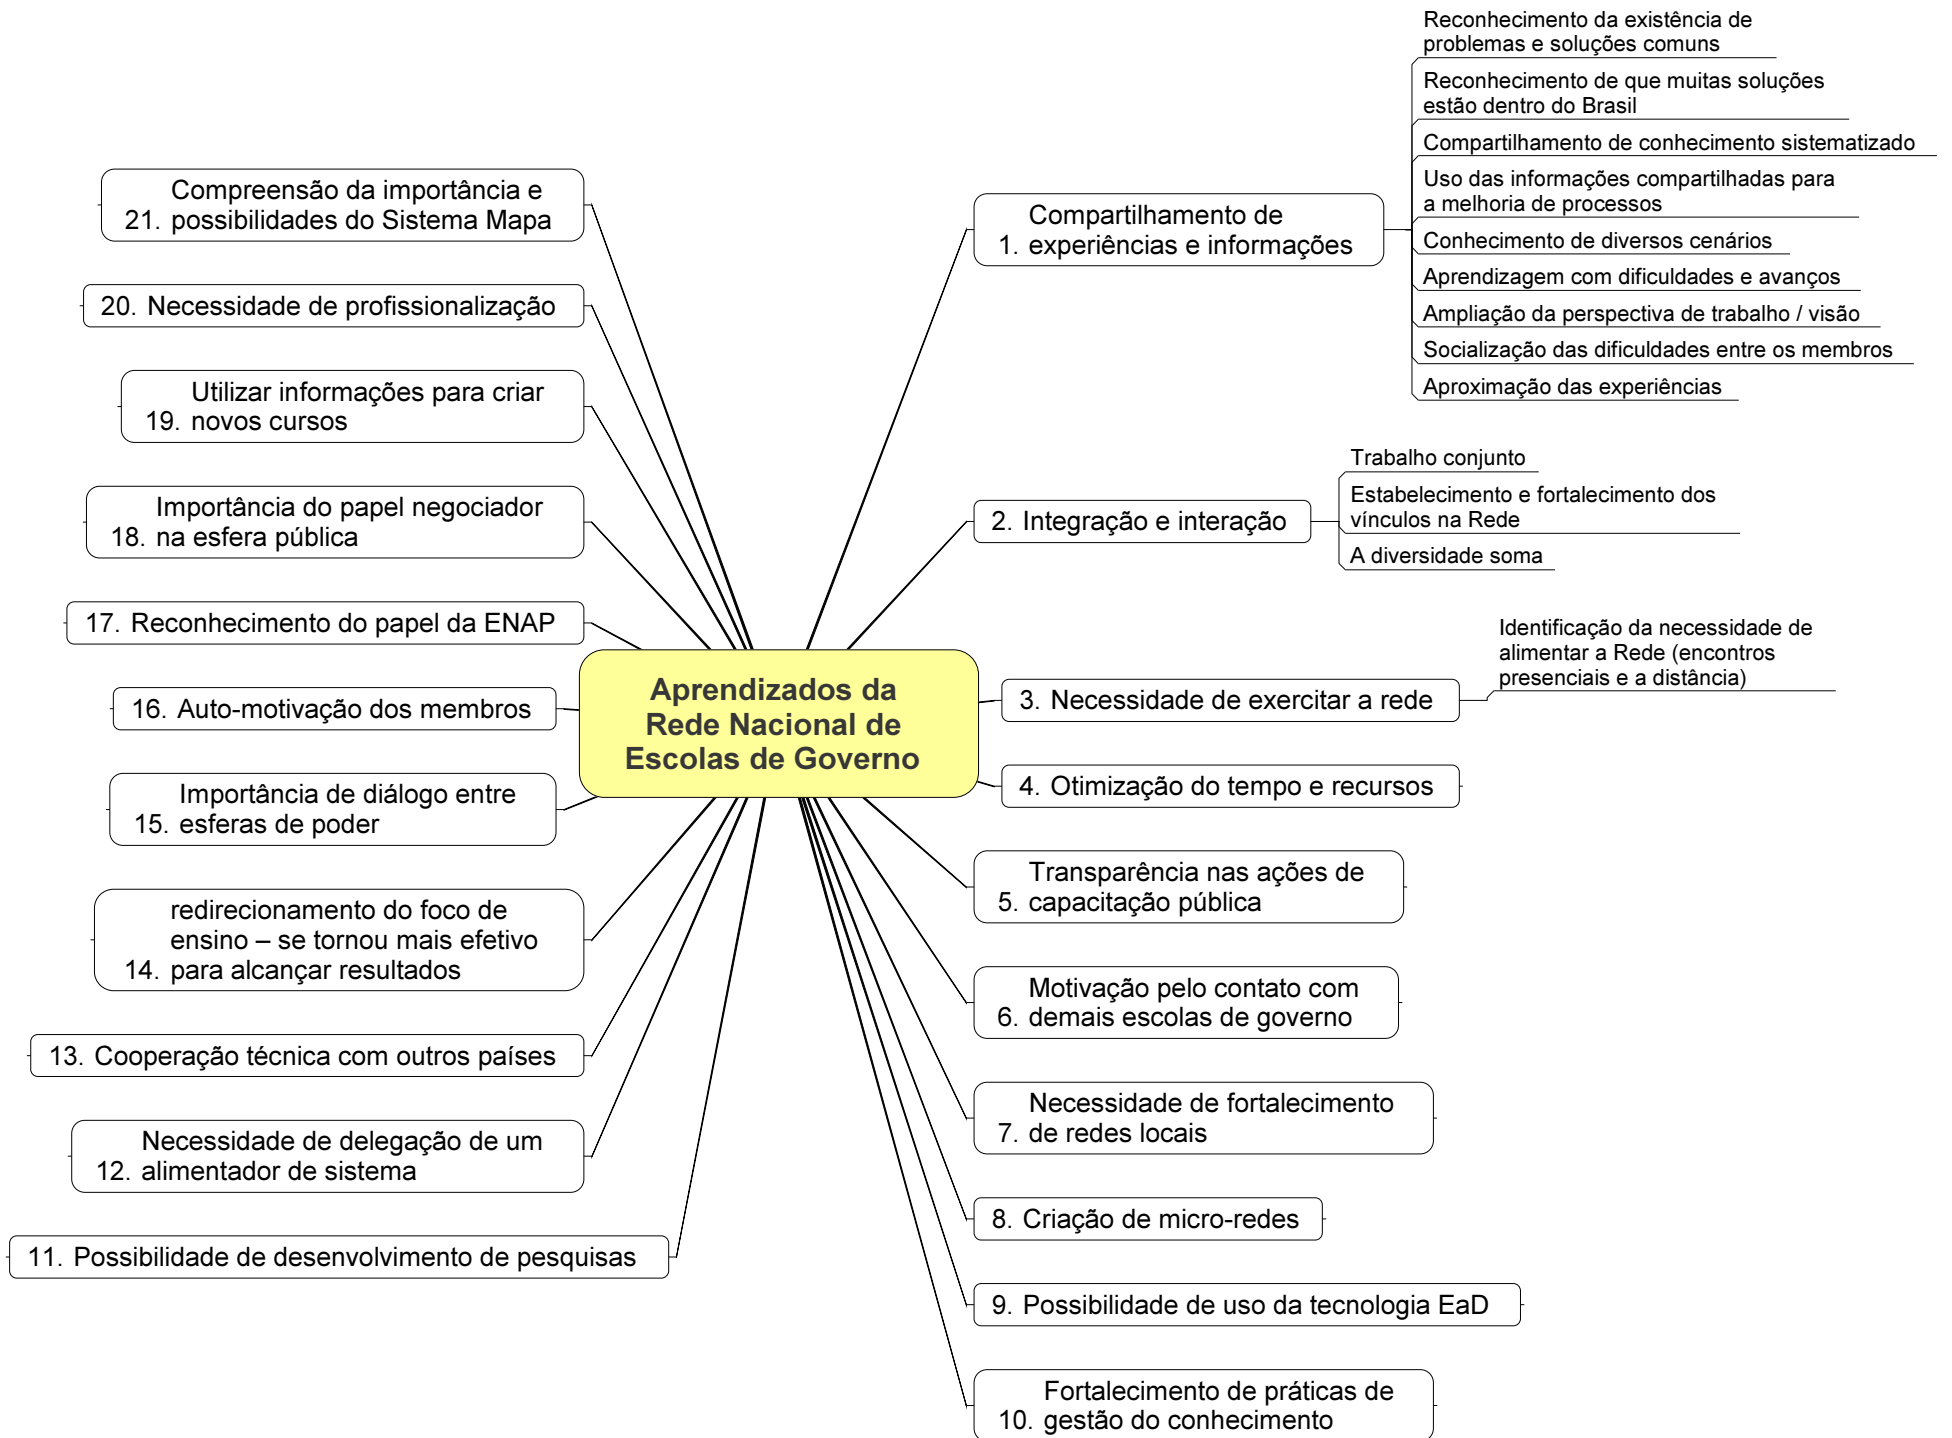 Aprendizados da
Rede Nacional de
Escolas de Governo
1. Compartilhamento de
experiências e informações
Reconhecimento da existência de
problemas e soluções comuns
Reconhecimento de que muitas soluções
estão dentro do Brasil
Compartilhamento de conhecimento sistematizado
Uso das informações compartilhadas para
a melhoria de processos
Conhecimento de diversos cenários
Aprendizagem com dificuldades e avanços
Ampliação da perspectiva de trabalho / visão
Socialização das dificuldades entre os membros
Aproximação das experiências
2. Integração e interação
Trabalho conjunto
Estabelecimento e fortalecimento dos
vínculos na Rede
A diversidade soma
3. Necessidade de exercitar a rede
Identificação da necessidade de
alimentar a Rede (encontros
presenciais e a distância)
4. Otimização do tempo e recursos
5. Transparência nas ações de
capacitação pública
6. Motivação pelo contato com
demais escolas de governo
7. Necessidade de fortalecimento
de redes locais
8. Criação de micro-redes
9. Possibilidade de uso da tecnologia EaD
10. Fortalecimento de práticas de
gestão do conhecimento
11. Possibilidade de desenvolvimento de pesquisas
12. Necessidade de delegação de um
alimentador de sistema
13. Cooperação técnica com outros países
14. redirecionamento do foco de
ensino – se tornou mais efetivo
para alcançar resultados
15. Importância de diálogo entre
esferas de poder
16. Auto-motivação dos membros
17. Reconhecimento do papel da ENAP
18. Importância do papel negociador
na esfera pública
19. Utilizar informações para criar
novos cursos
20. Necessidade de profissionalização
21. Compreensão da importância e
possibilidades do Sistema Mapa